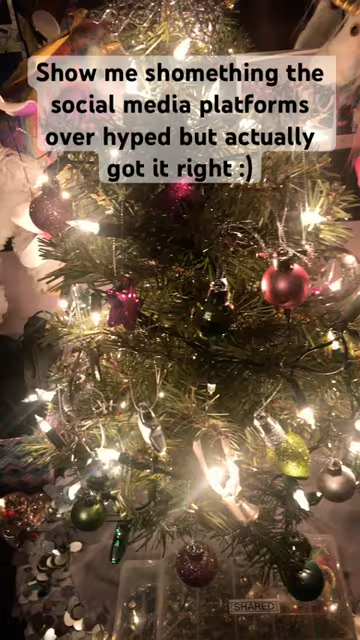 Show me shomething the
social media platforms
over hyped but actually
got it right :)
SHARED